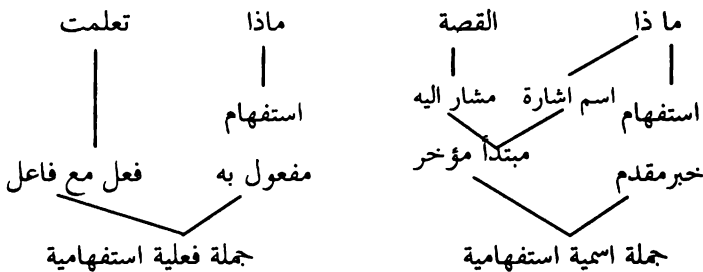 ما ذا القصة ماذا تعلمت
اسم اشارة مشار اليه
استفهام استفهام
مبتدأ مؤخر
خبرمقدم مفعول به فعل مع فاعل
جملة اسمية استفهامية جملة فعلية استفهامية